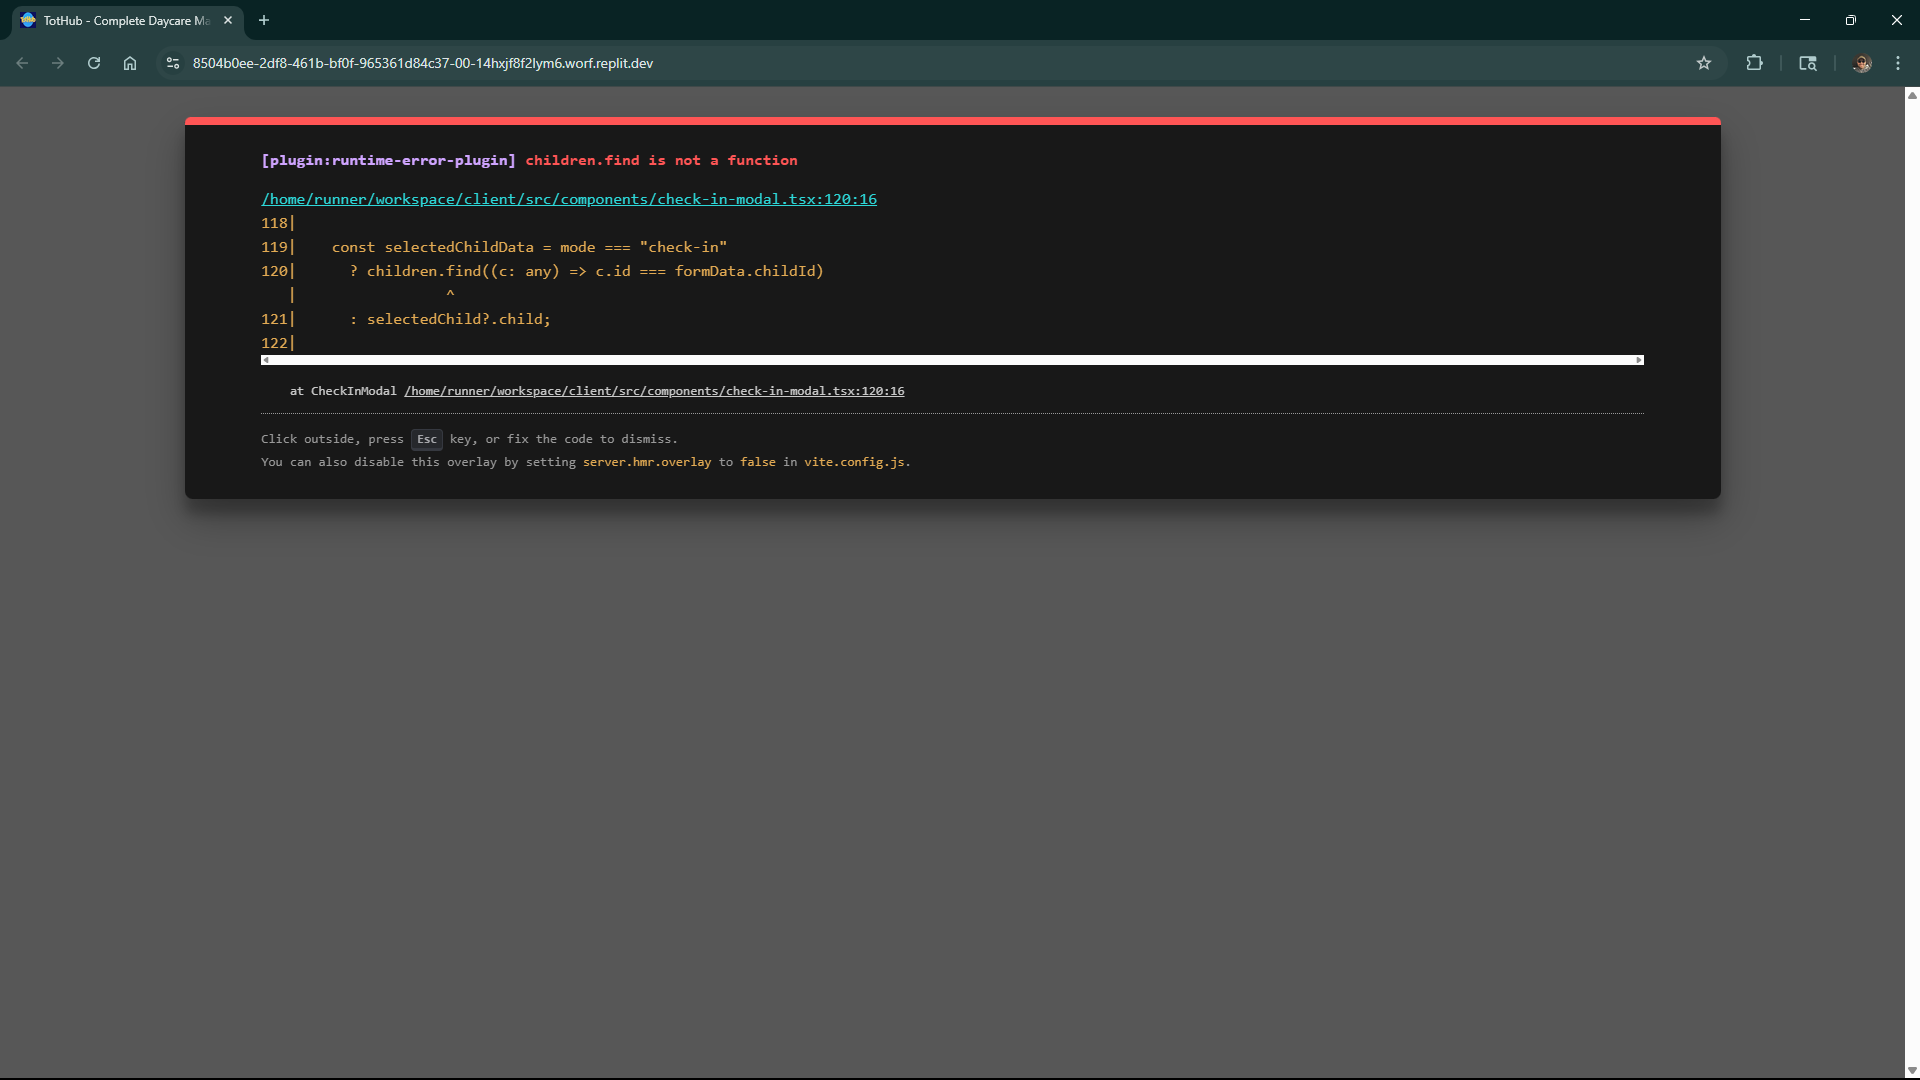 TotHub - Complete Daycare Ma
8504b0ee-2df8-461b-bf0f-965361d84c37-00-14hxjf8f2lym6.worf.replit.dev
[plugin:runtime-error-plugin] children.find is not a function
/home/runner/workspace/client/src/components/check-in-modal.tsx:120:16
118|
119|    const selectedChildData = mode === "check-in"
120|      ? children.find((c: any) => c.id === formData.childId)
   |                 ^
121|      : selectedChild?.child;
122|
at CheckInModal /home/runner/workspace/client/src/components/check-in-modal.tsx:120:16
Click outside, press Esc key, or fix the code to dismiss.
You can also disable this overlay by setting server.hmr.overlay to false in vite.config.js.